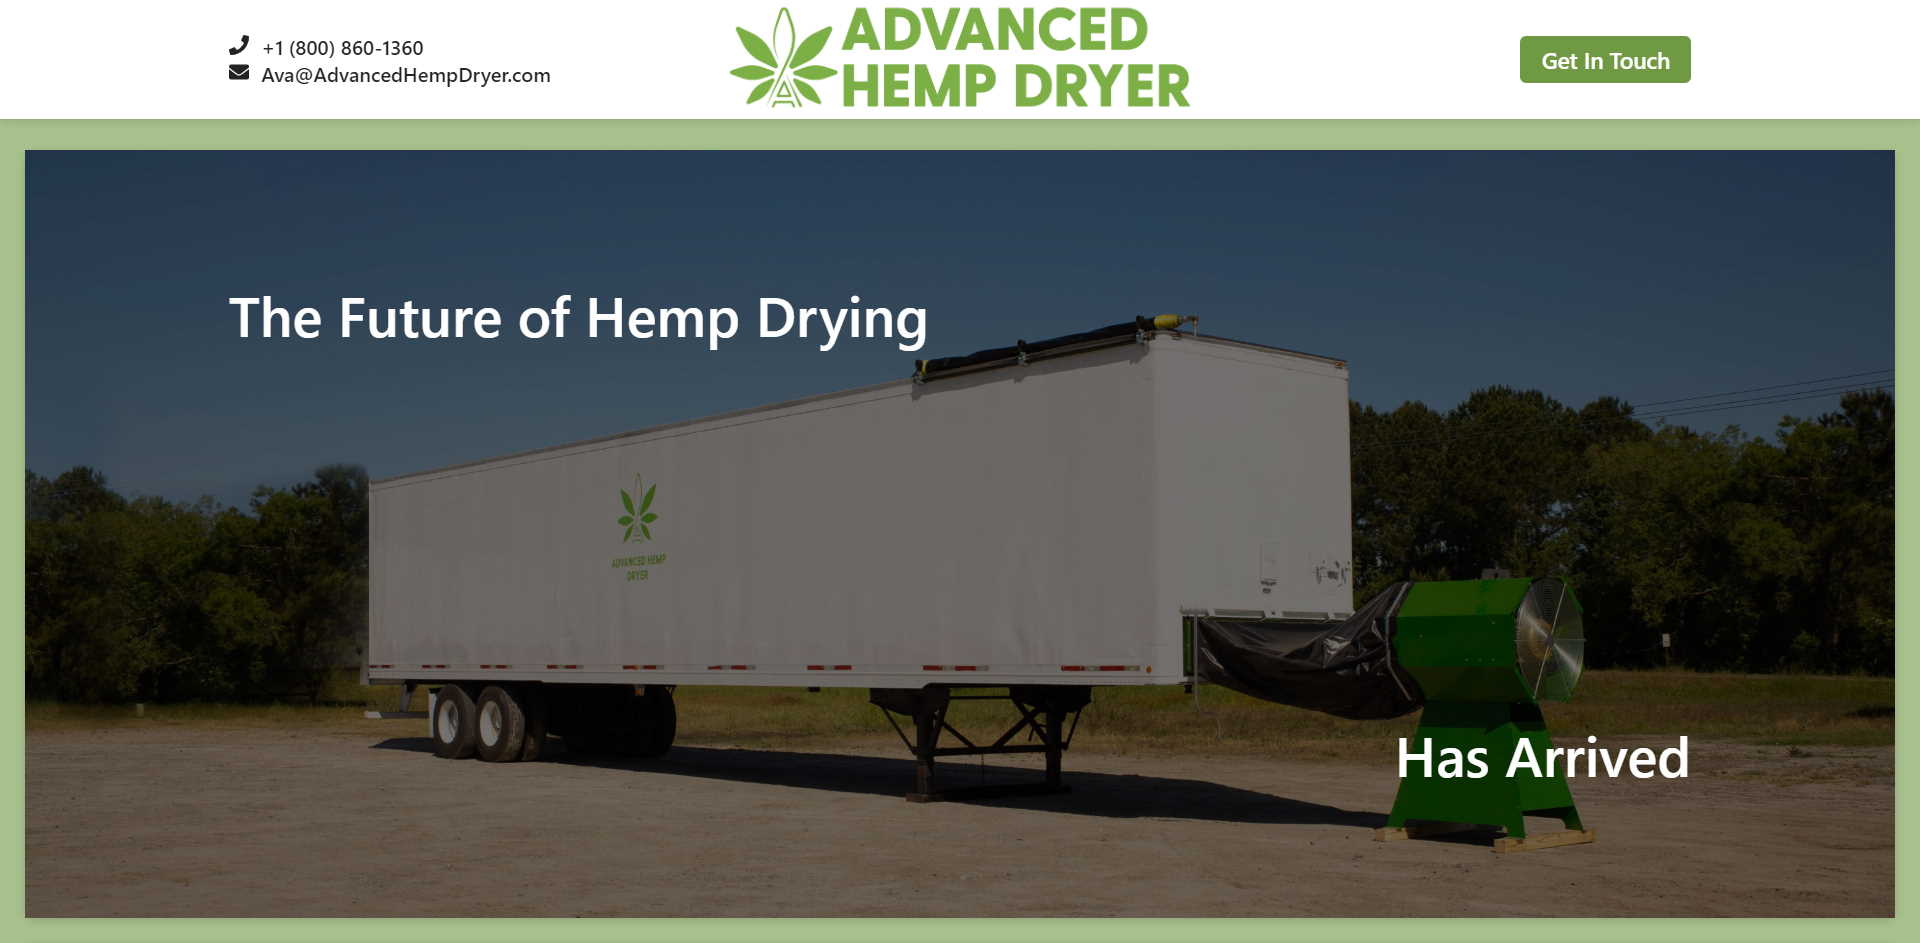 +1 (800) 860-1360
Ava@AdvancedHempDryer.com
ADVANCED
HEMP DRYER
Get In Touch
The Future of Hemp Drying
ADVANCED HEMP
DRYER
Has Arrived